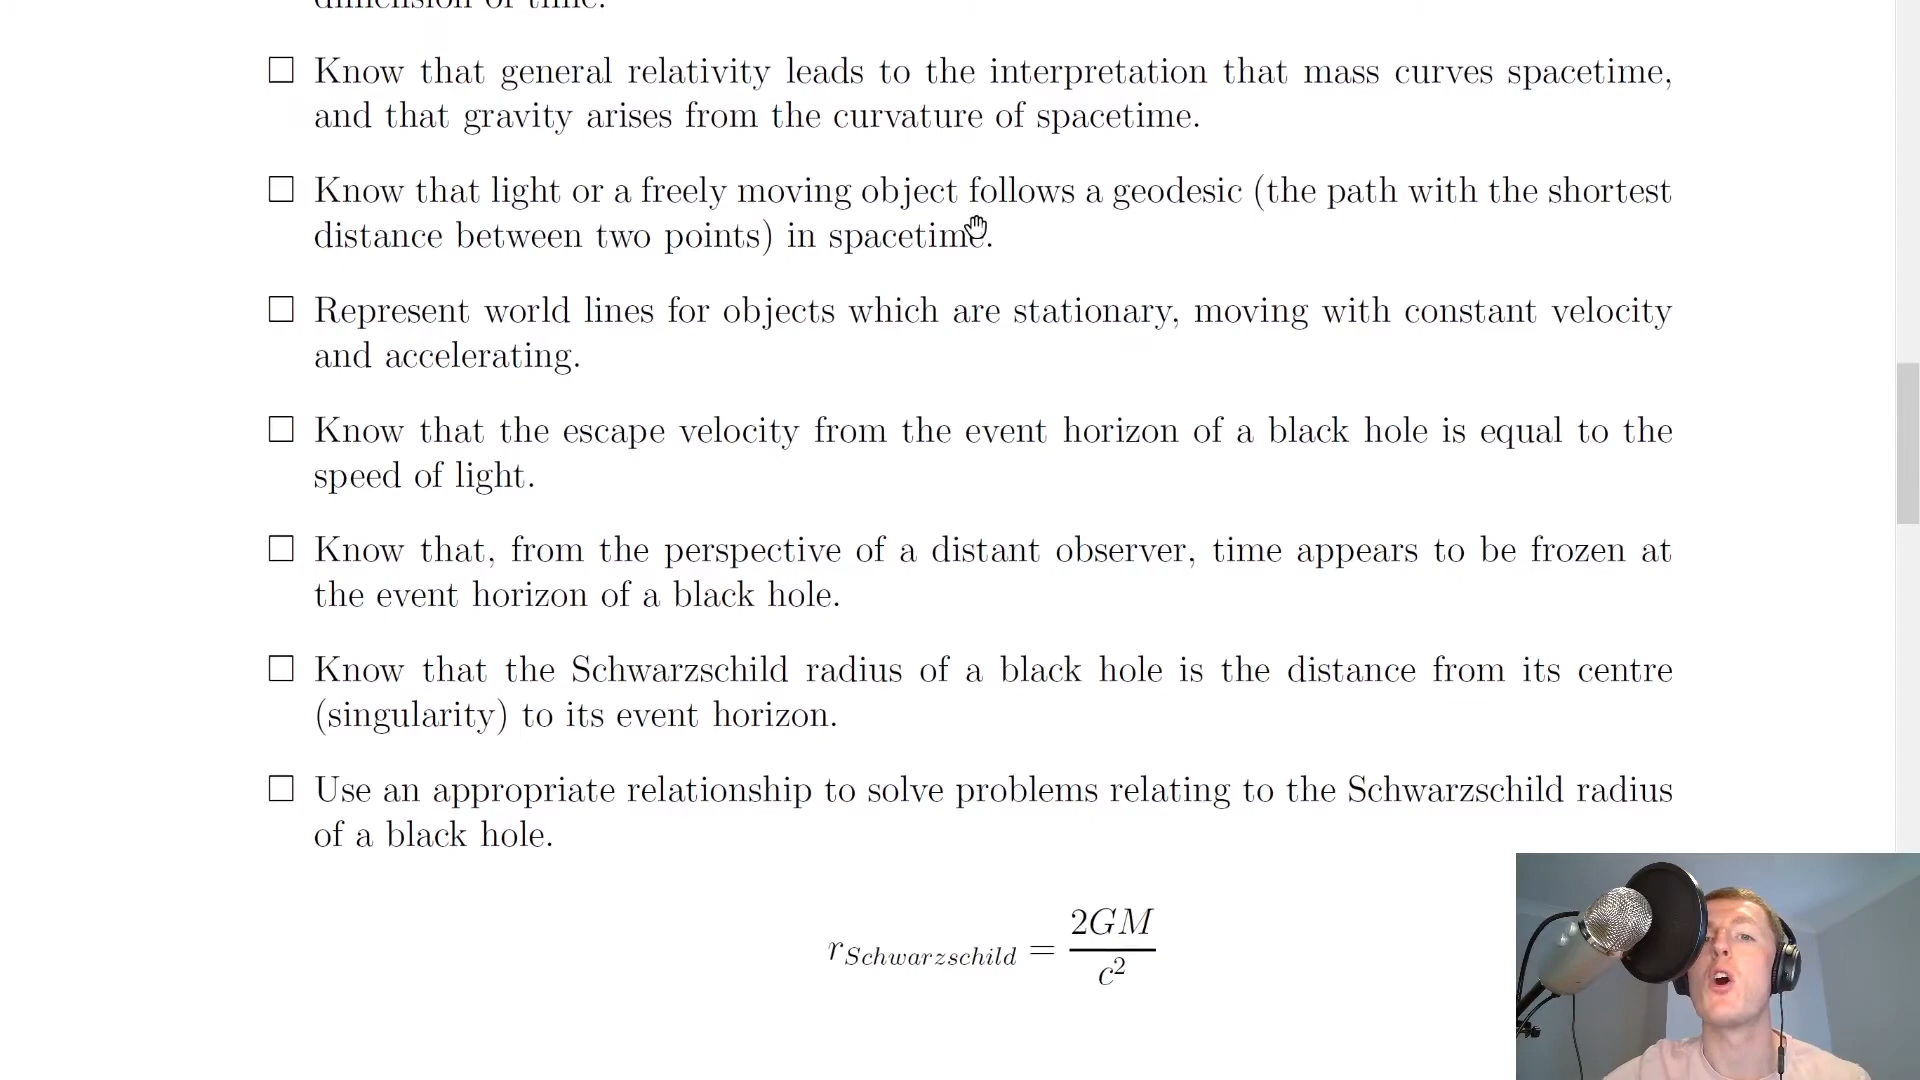 dimension of time.
☐ Know that general relativity leads to the interpretation that mass curves spacetime,
and that gravity arises from the curvature of spacetime.
☐ Know that light or a freely moving object follows a geodesic (the path with the shortest
distance between two points) in spacetime.
☐ Represent world lines for objects which are stationary, moving with constant velocity
and accelerating.
☐ Know that the escape velocity from the event horizon of a black hole is equal to the
speed of light.
☐ Know that, from the perspective of a distant observer, time appears to be frozen at
the event horizon of a black hole.
☐ Know that the Schwarzschild radius of a black hole is the distance from its centre
(singularity) to its event horizon.
☐ Use an appropriate relationship to solve problems relating to the Schwarzschild radius
of a black hole.
r_{Schwarzschild} = \frac{2GM}{c^2}